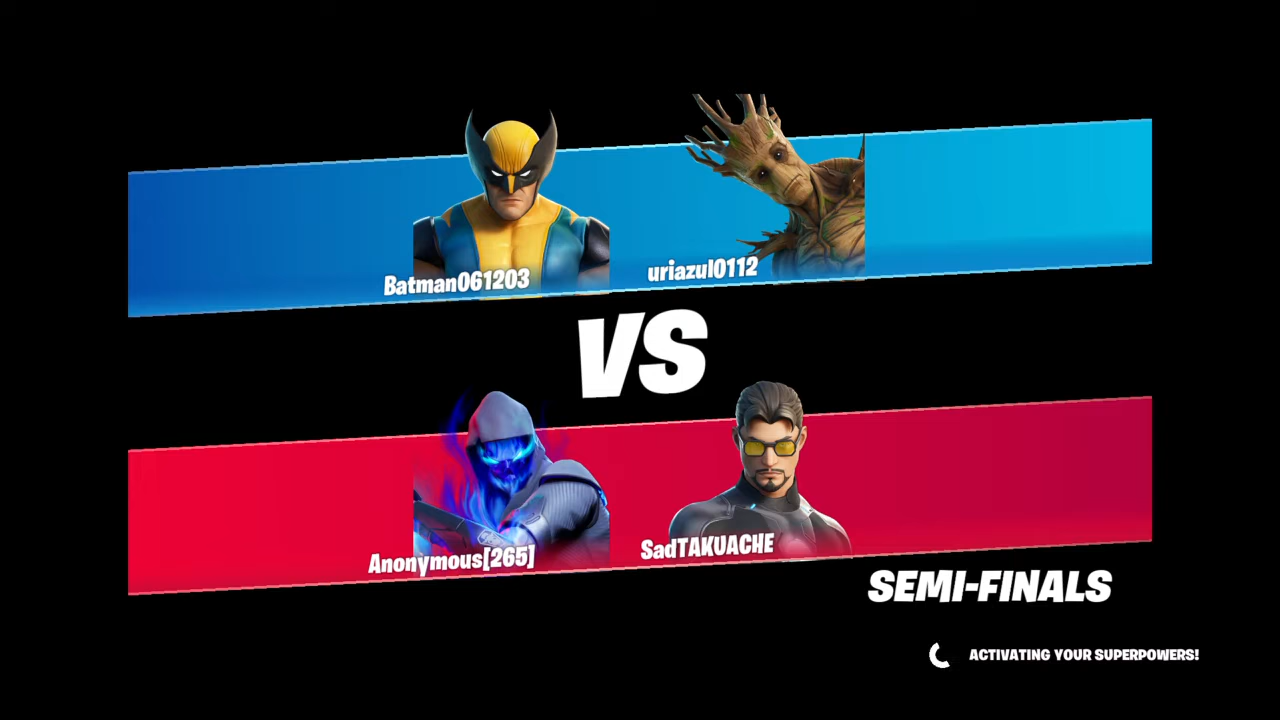 Batman061203
uriazul0112
VS
Anonymous[265]
SadTAKUACHE
SEMI-FINALS
ACTIVATING YOUR SUPERPOWERS!